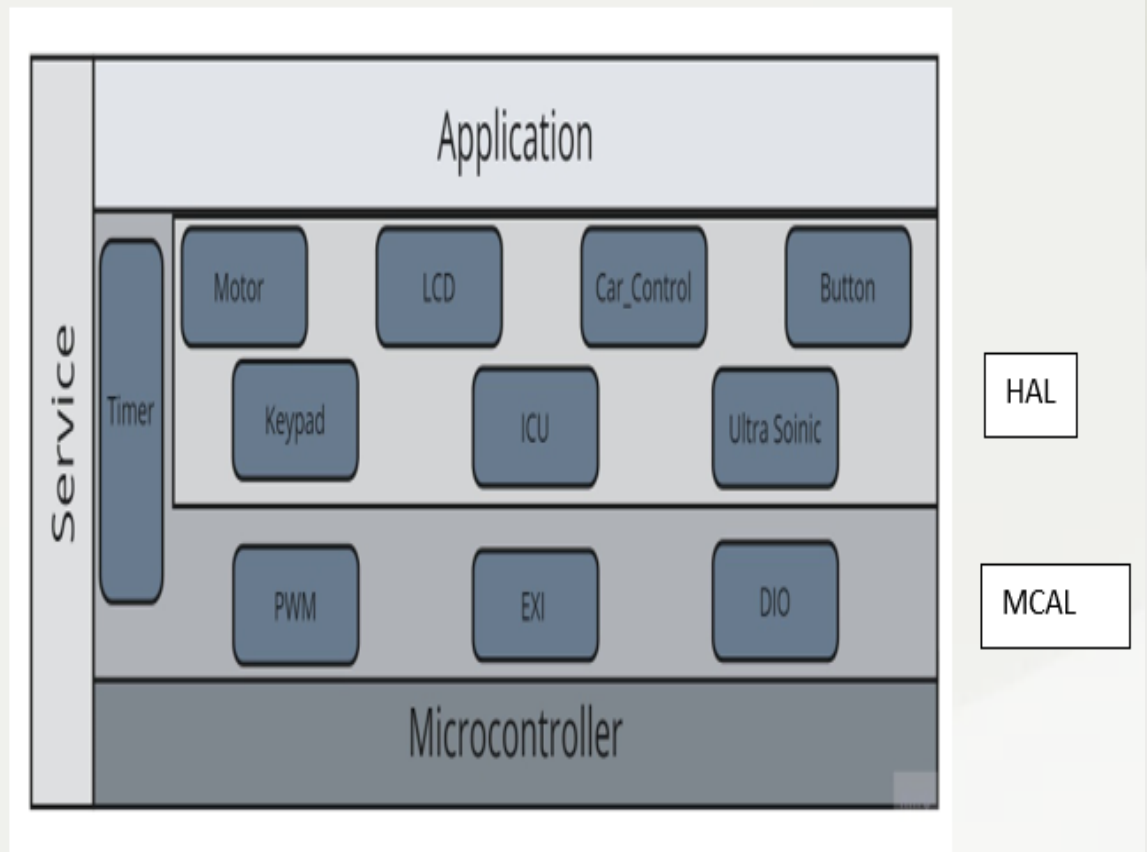 Service
Application
Timer
Motor
LCD
Car_Control
Button
Keypad
ICU
Ultra Soinic
HAL
PWM
EXI
DIO
MCAL
Microcontroller